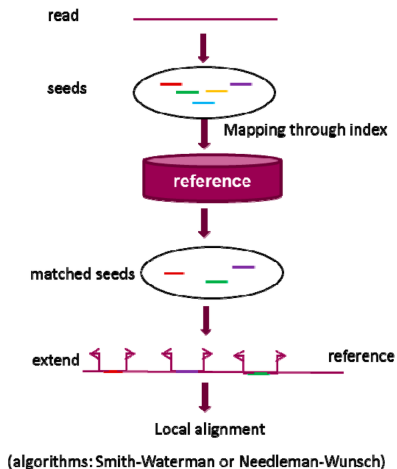 read
seeds
Mapping through index
reference
matched seeds
extend
reference
Local alignment
(algorithms: Smith-Waterman or Needleman-Wunsch)